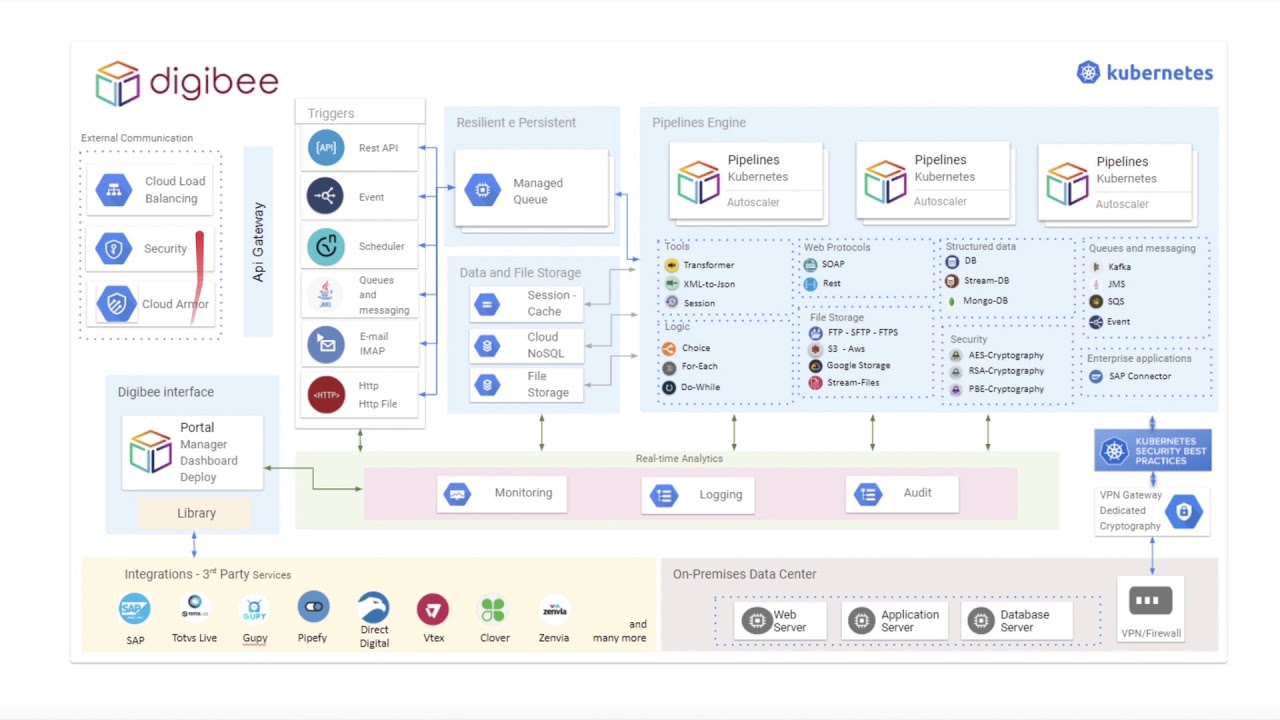 digibee
kubernetes
External Communication
Cloud Load
Balancing
Security
Cloud Armor
Api Gateway
Triggers
{API}
Rest API
Event
Scheduler
JMS
Queues
and
messaging
E-mail
IMAP
<HTTP>
Http
Http File
Resilient e Persistent
Managed
Queue
Data and File Storage
Session -
Cache
Cloud
NoSQL
File
Storage
Pipelines Engine
Pipelines
Kubernetes
Autoscaler
Pipelines
Kubernetes
Autoscaler
Pipelines
Kubernetes
Autoscaler
Tools
Transformer
XML-to-Json
Session
Logic
Choice
For-Each
Do-While
Web Protocols
SOAP
Rest
File Storage
FTP - SFTP - FTPS
S3 - Aws
Google Storage
Stream-Files
Structured data
DB
Stream-DB
Mongo-DB
Security
AES-Cryptography
RSA-Cryptography
PBE-Cryptography
Queues and messaging
Kafka
JMS
SQS
Event
Enterprise applications
SAP Connector
Digibee interface
Portal
Manager
Dashboard
Deploy
Library
Real-time Analytics
Monitoring
Logging
Audit
KUBERNETES
SECURITY BEST
PRACTICES
VPN Gateway
Dedicated
Cryptography
VPN/Firewall
Integrations - 3rd Party Services
SAP
SAP
Totvs Live
GUPY
Gupy
Pipefy
Direct
Digital
Vtex
Clover
zenvia
Zenvia
and
many more
On-Premises Data Center
Web
Server
Application
Server
Database
Server